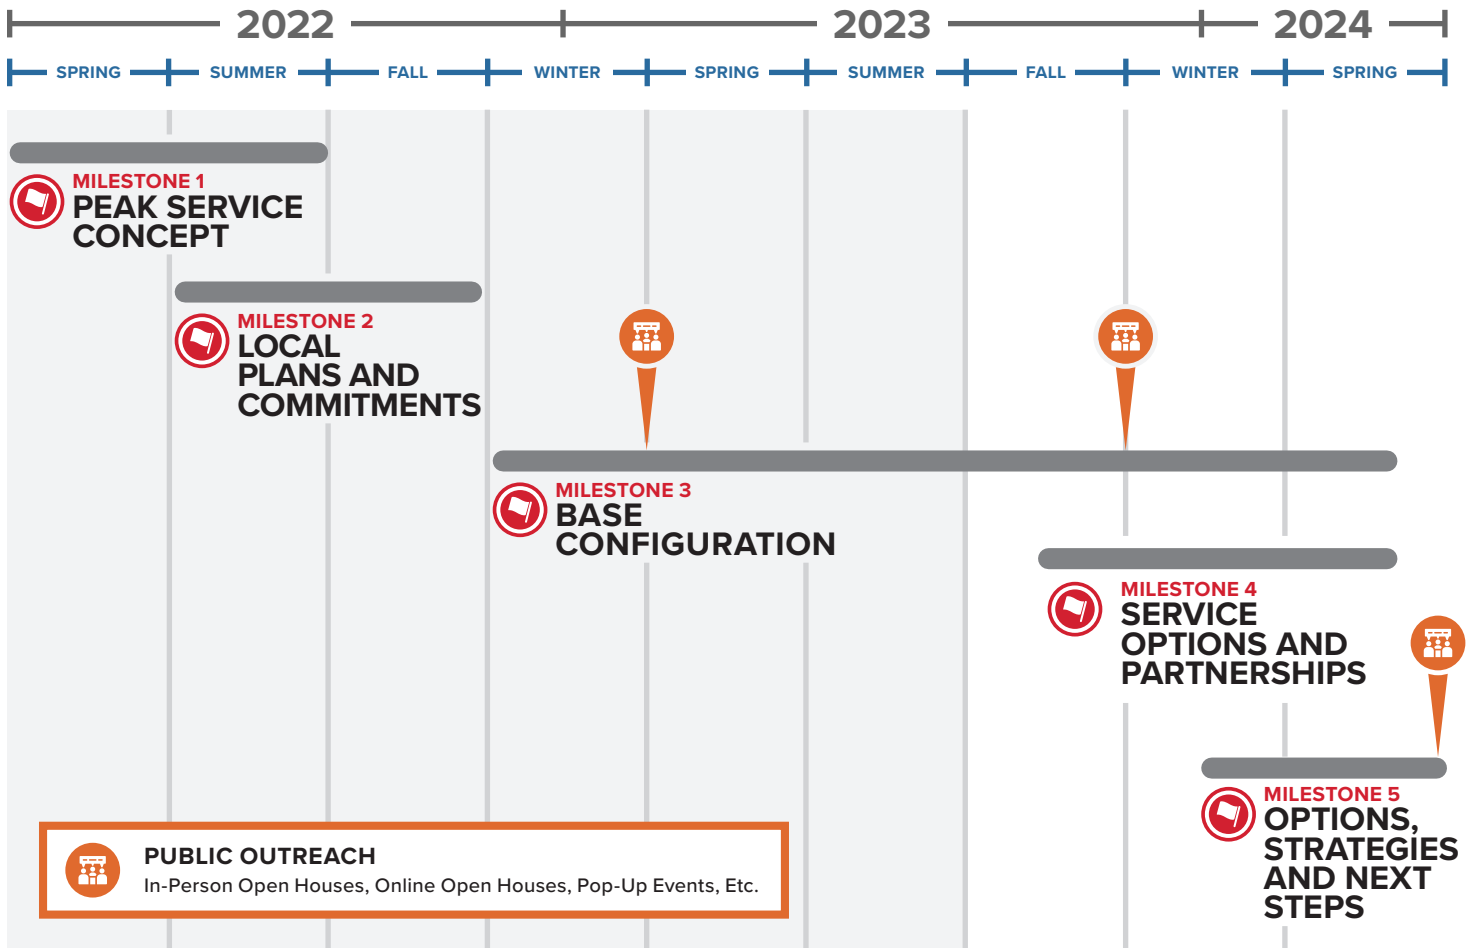 2022 2023 2024
SPRING SUMMER FALL WINTER SPRING SUMMER FALL WINTER SPRING
MILESTONE 1
PEAK SERVICE
CONCEPT
MILESTONE 2
LOCAL
PLANS AND
COMMITMENTS
MILESTONE 3
BASE
CONFIGURATION
MILESTONE 4
SERVICE
OPTIONS AND
PARTNERSHIPS
MILESTONE 5
OPTIONS,
STRATEGIES
AND NEXT
STEPS
PUBLIC OUTREACH
In-Person Open Houses, Online Open Houses, Pop-Up Events, Etc.